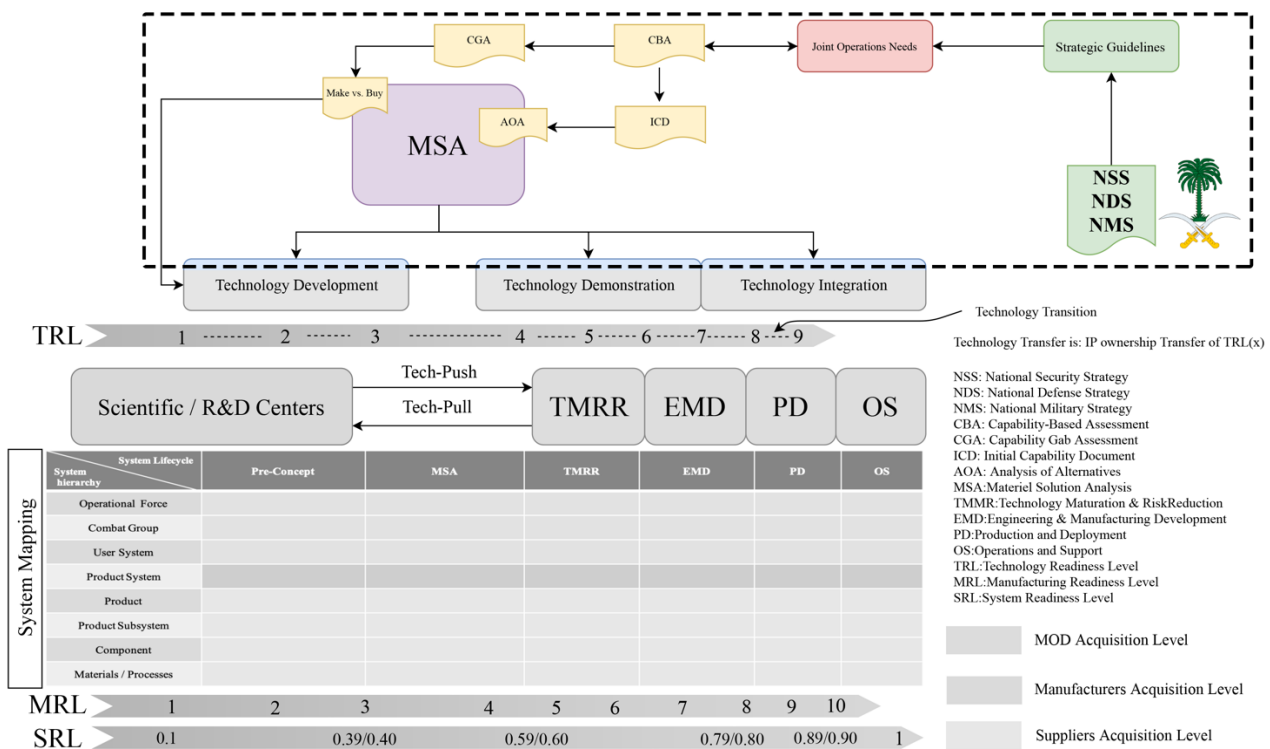 CGA
CBA
Joint Operations Needs
Strategic Guidelines
Make vs. Buy
MSA
AOA
ICD
NSS
NDS
NMS
Technology Development
Technology Demonstration
Technology Integration
Technology Transition
TRL 1 2 3 4 5 6 7 8 9
Technology Transfer is: IP ownership Transfer of TRL(x)
Scientific / R&D Centers
Tech-Push
Tech-Pull
TMRR
EMD
PD
OS
NSS: National Security Strategy
NDS: National Defense Strategy
NMS: National Military Strategy
CBA: Capability-Based Assessment
CGA: Capability Gab Assessment
ICD: Initial Capability Document
AOA: Analysis of Alternatives
MSA:Materiel Solution Analysis
TMMR:Technology Maturation & RiskReduction
EMD:Engineering & Manufacturing Development
PD:Production and Deployment
OS:Operations and Support
TRL:Technology Readiness Level
MRL:Manufacturing Readiness Level
SRL:System Readiness Level
System Mapping
System Lifecycle
System
hierarchy
Pre-Concept
MSA
TMRR
EMD
PD
OS
Operational Force
Combat Group
User System
Product System
Product
Product Subsystem
Component
Materials / Processes
MOD Acquisition Level
Manufacturers Acquisition Level
Suppliers Acquisition Level
MRL 1 2 3 4 5 6 7 8 9 10
SRL 0.1 0.39/0.40 0.59/0.60 0.79/0.80 0.89/0.90 1